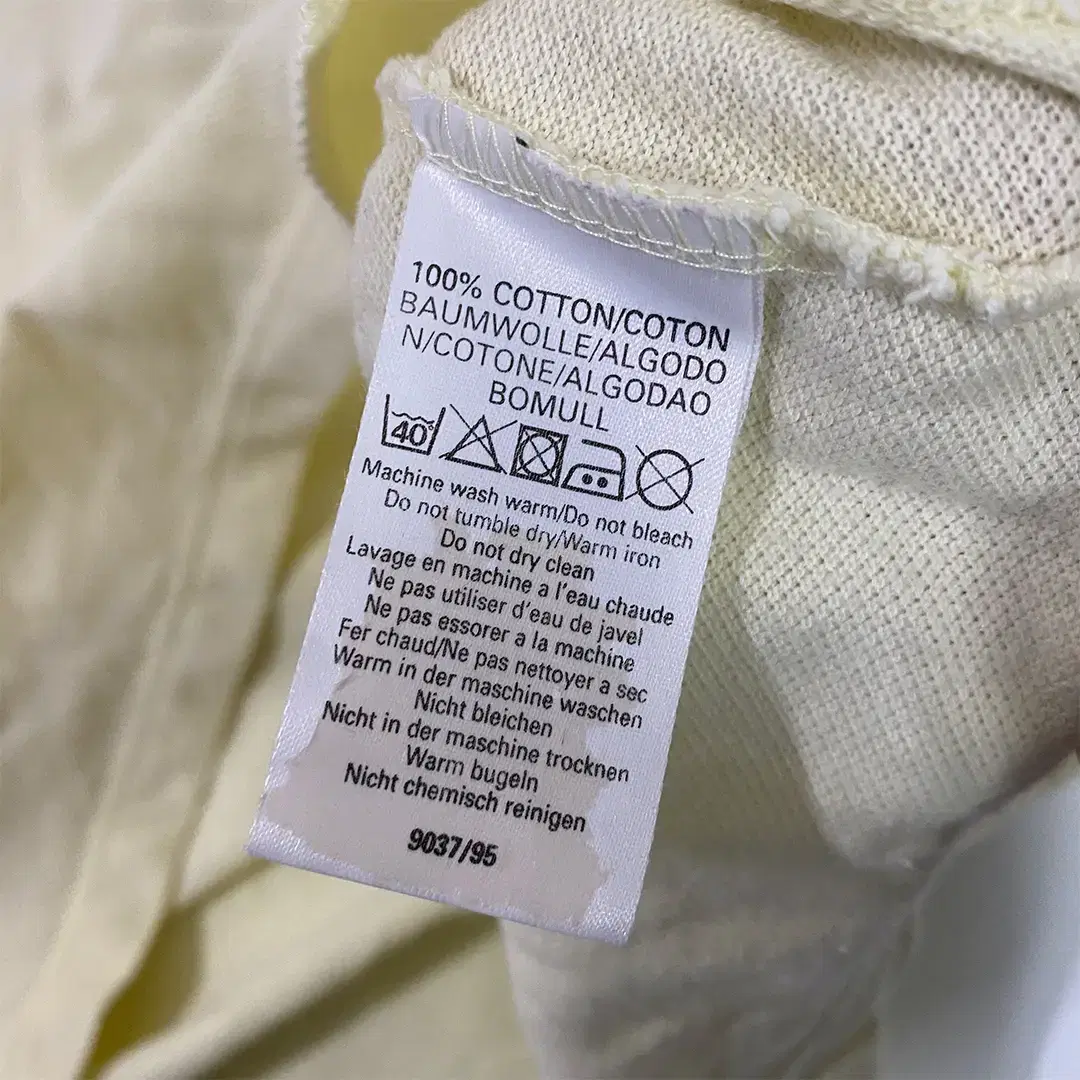 100% COTTON/COTON
BAUMWOLLE/ALGODO
N/COTONE/ALGODAO
BOMULL
40
Machine wash warm/Do not bleach
Do not tumble dry/Warm iron
Do not dry clean
Lavage en machine a l'eau chaude
Ne pas utiliser d'eau de javel
Ne pas essorer a la machine
Fer chaud/Ne pas nettoyer a sec
Warm in der maschine waschen
Nicht bleichen
Nicht in der maschine trocknen
Warm bugeln
Nicht chemisch reinigen
9037/95